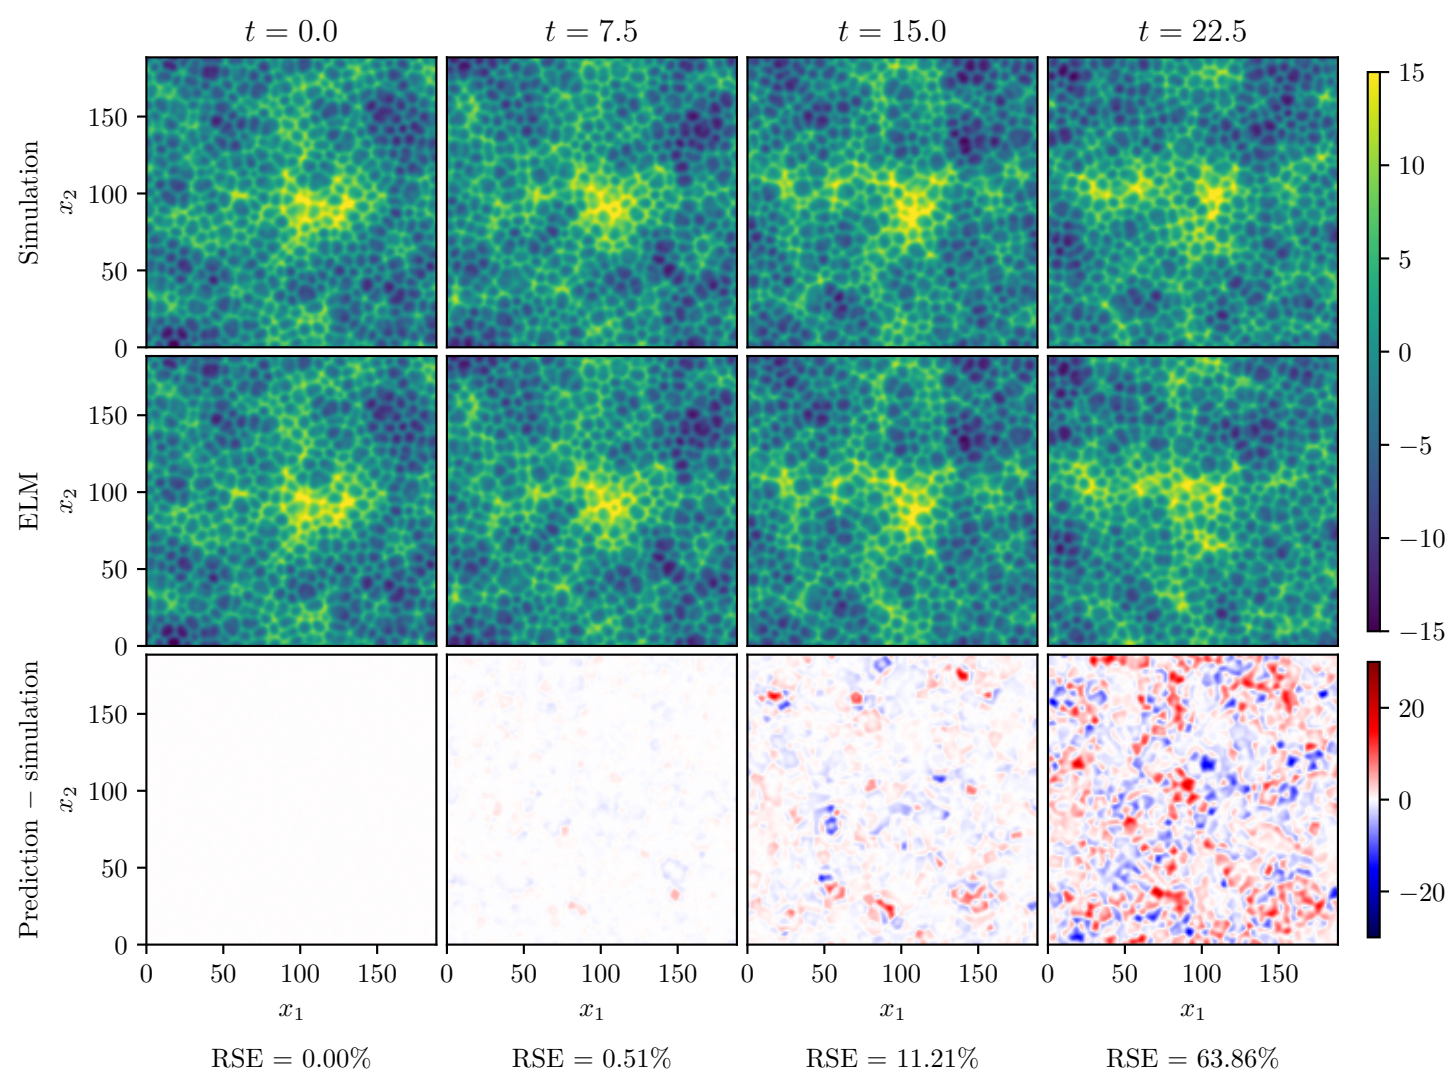 t = 0.0 t = 7.5 t = 15.0 t = 22.5
Simulation
x₂
150
100
50
0
15
10
5
0
−5
−10
−15
ELM
x₂
150
100
50
0
Prediction − simulation
x₂
150
100
50
0
20
0
−20
0 50 100 150 0 50 100 150 0 50 100 150 0 50 100 150
x₁ x₁ x₁ x₁
RSE = 0.00% RSE = 0.51% RSE = 11.21% RSE = 63.86%